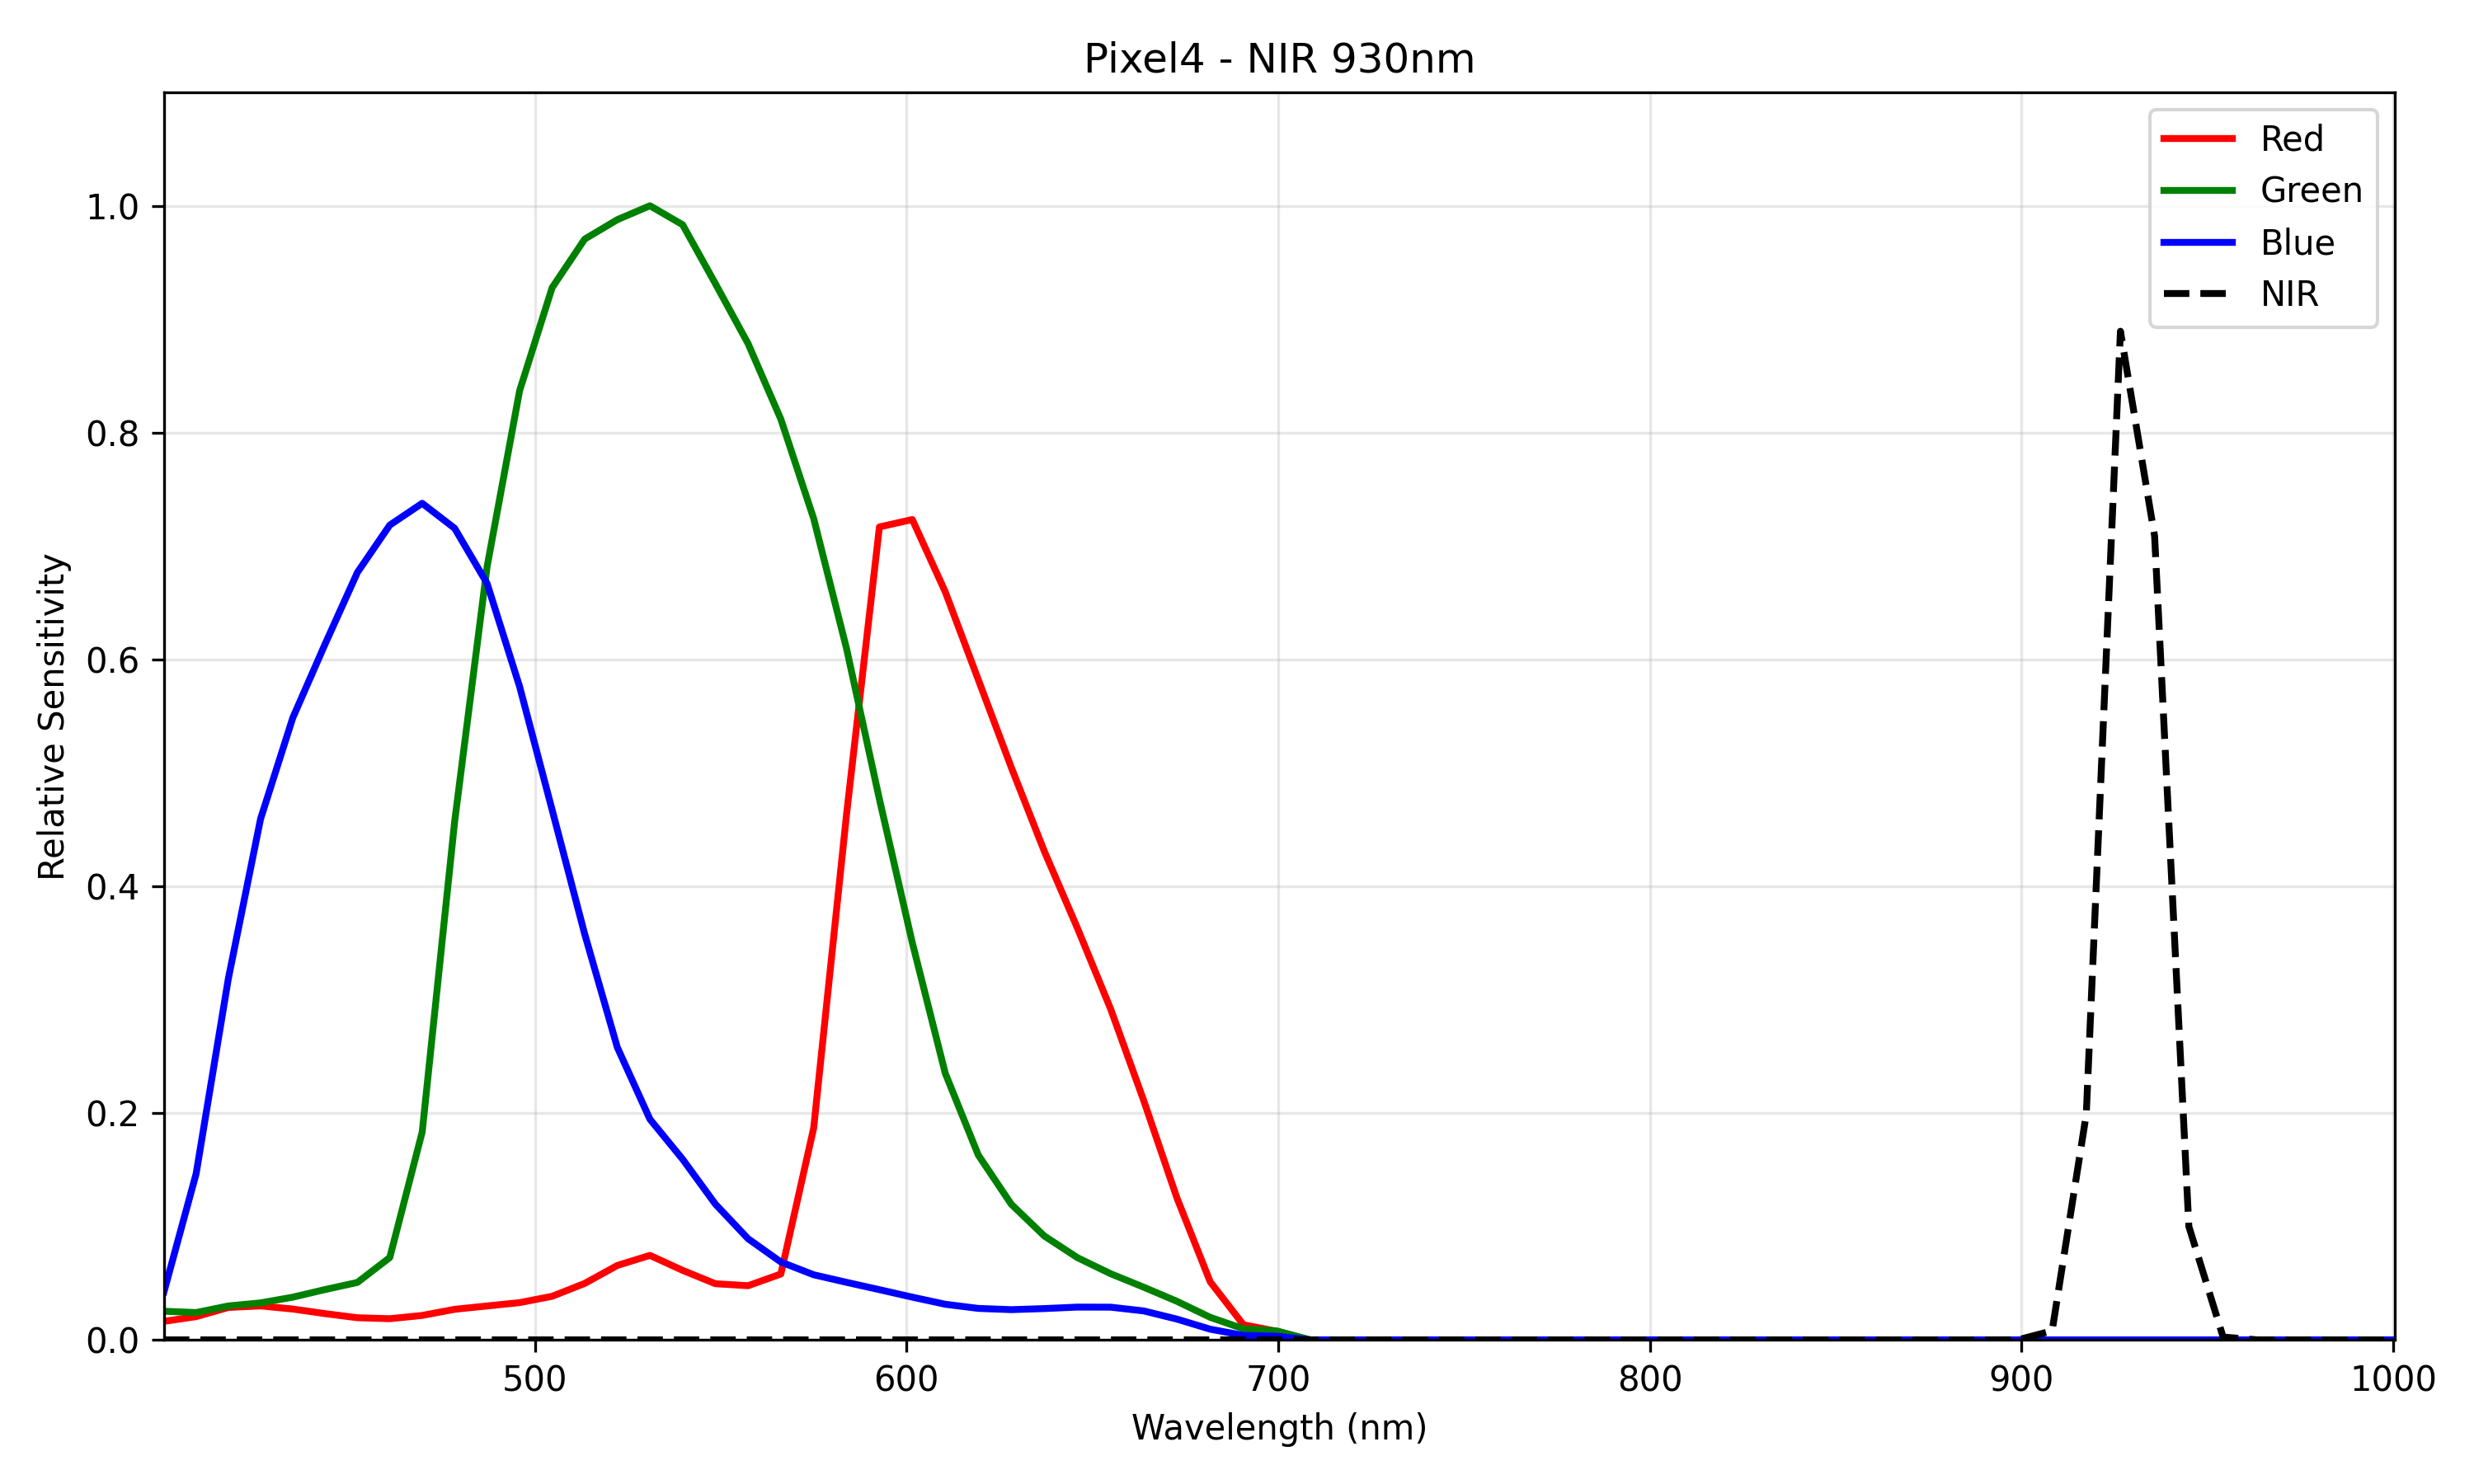 Pixel4 - NIR 930nm
Red
Green
Blue
NIR
Relative Sensitivity
1.0
0.8
0.6
0.4
0.2
0.0
500 600 700 800 900 1000
Wavelength (nm)